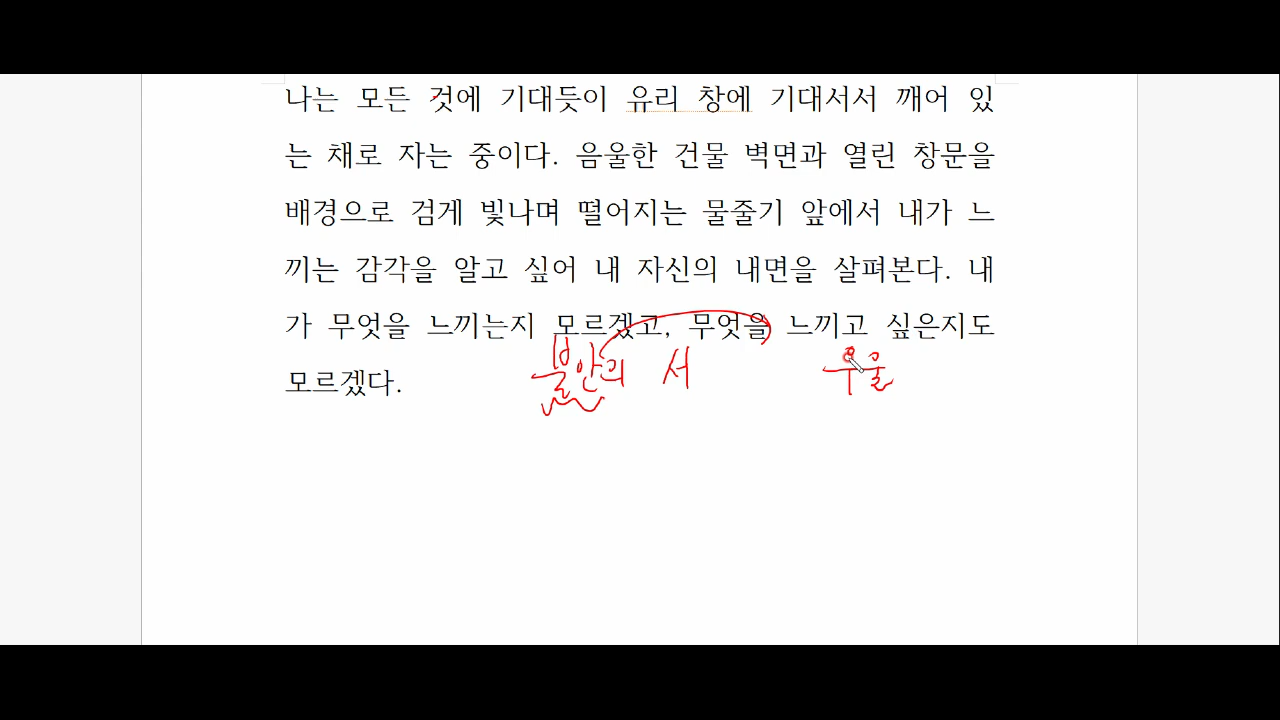 나는 모든 것에 기대듯이 유리 창에 기대서서 깨어 있
는 채로 자는 중이다. 음울한 건물 벽면과 열린 창문을
배경으로 검게 빛나며 떨어지는 물줄기 앞에서 내가 느
끼는 감각을 알고 싶어 내 자신의 내면을 살펴본다. 내
가 무엇을 느끼는지 모르겠고, 무엇을 느끼고 싶은지도
모르겠다.
불안의 서 우울